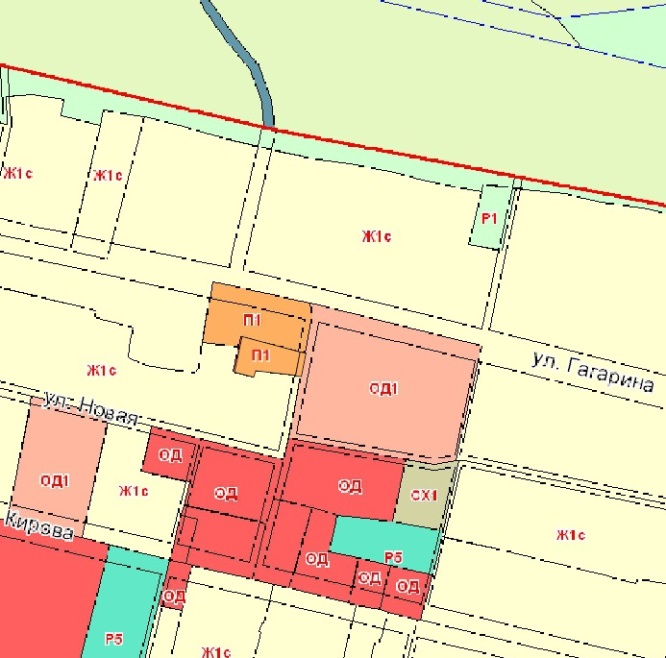 Ж1с
Ж1с
Р1
Ж1с
П1
П1
ул. Гагарина
Ж1с
ОД1
ул. Новая
ОД
ОД1
Ж1с
ОД
ОД
СХ1
Кирова
Ж1с
ОД
Р5
ОД
ОД
ОД
Р5
Ж1с